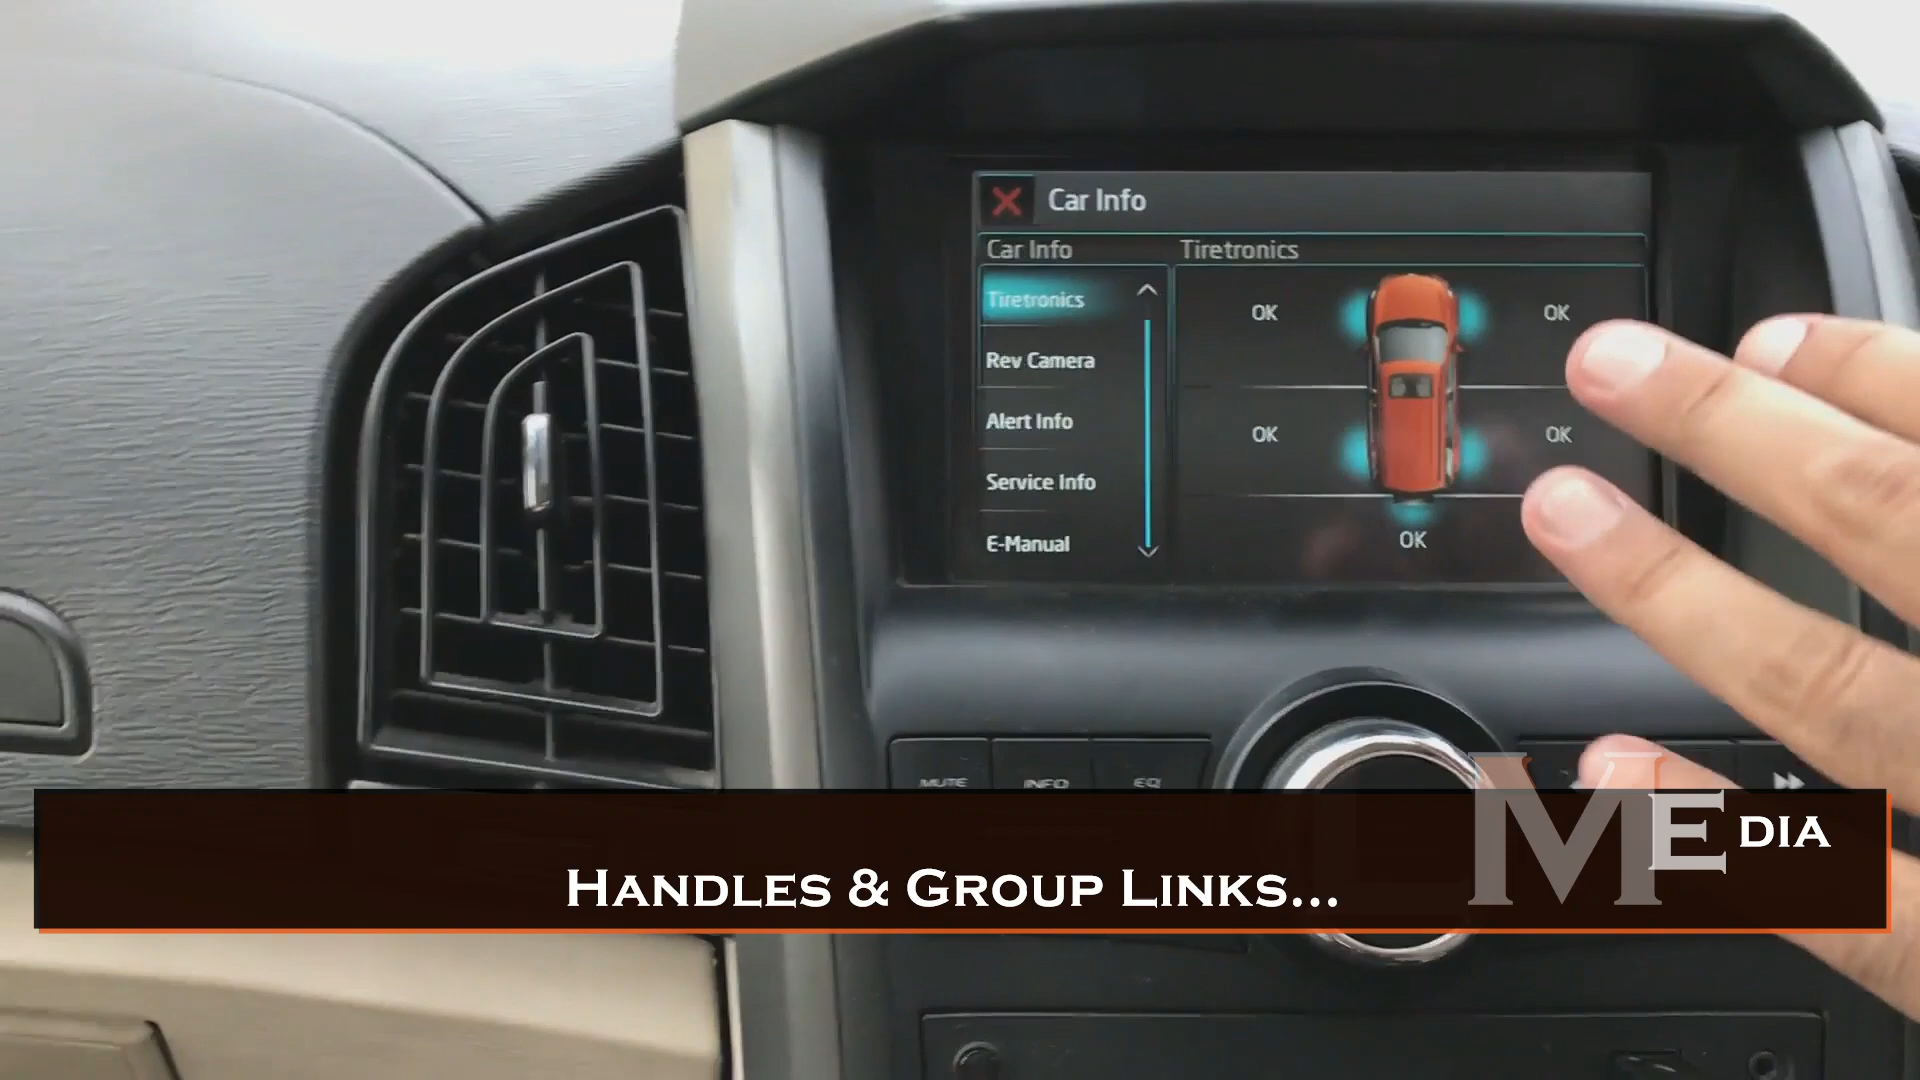 Car Info
Car Info
Tiretronics
Tiretronics
OK
OK
Rev Camera
Alert Info
OK
OK
Service Info
E-Manual
OK
MUTE
INFO
EQ
MEDIA
HANDLES & GROUP LINKS...